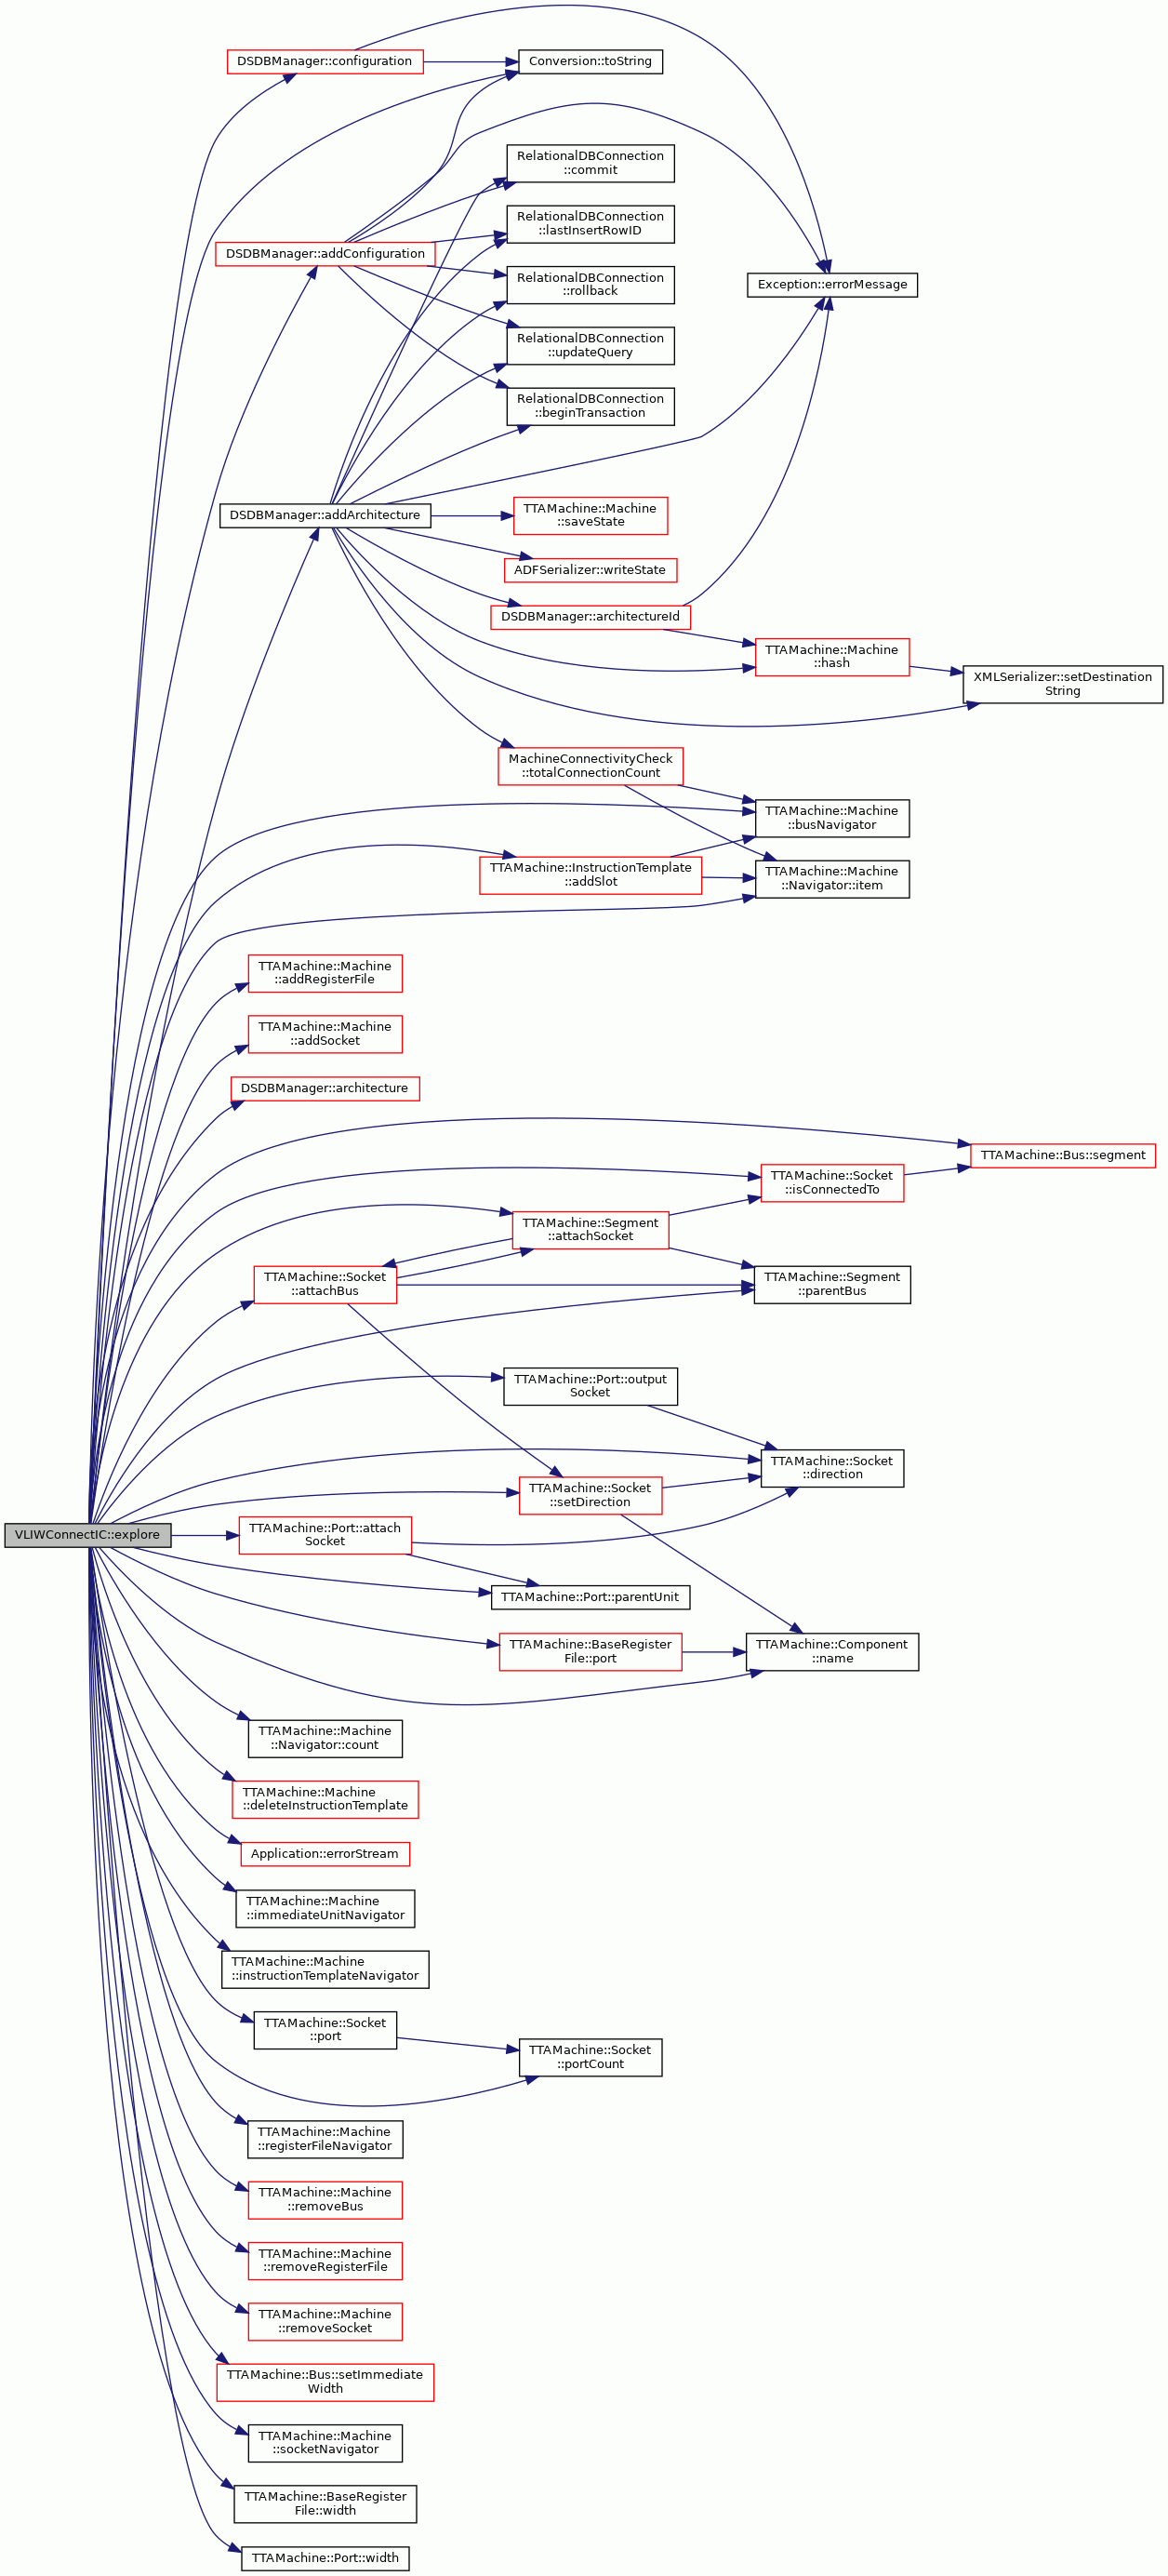 DSDBManager::configuration
Conversion::toString
RelationalDBConnection
::commit
RelationalDBConnection
::lastInsertRowID
DSDBManager::addConfiguration
RelationalDBConnection
::rollback
Exception::errorMessage
RelationalDBConnection
::updateQuery
RelationalDBConnection
::beginTransaction
DSDBManager::addArchitecture
TTAMachine::Machine
::saveState
ADFSerializer::writeState
DSDBManager::architectureId
TTAMachine::Machine
::hash
XMLSerializer::setDestination
String
MachineConnectivityCheck
::totalConnectionCount
TTAMachine::Machine
::busNavigator
TTAMachine::InstructionTemplate
::addSlot
TTAMachine::Machine
::Navigator::item
TTAMachine::Machine
::addRegisterFile
TTAMachine::Machine
::addSocket
DSDBManager::architecture
TTAMachine::Bus::segment
TTAMachine::Socket
::isConnectedTo
TTAMachine::Segment
::attachSocket
TTAMachine::Socket
::attachBus
TTAMachine::Segment
::parentBus
TTAMachine::Port::output
Socket
TTAMachine::Socket
::direction
TTAMachine::Socket
::setDirection
VLIWConnectIC::explore
TTAMachine::Port::attach
Socket
TTAMachine::Port::parentUnit
TTAMachine::BaseRegister
File::port
TTAMachine::Component
::name
TTAMachine::Machine
::Navigator::count
TTAMachine::Machine
::deleteInstructionTemplate
Application::errorStream
TTAMachine::Machine
::immediateUnitNavigator
TTAMachine::Machine
::instructionTemplateNavigator
TTAMachine::Socket
::port
TTAMachine::Socket
::portCount
TTAMachine::Machine
::registerFileNavigator
TTAMachine::Machine
::removeBus
TTAMachine::Machine
::removeRegisterFile
TTAMachine::Machine
::removeSocket
TTAMachine::Bus::setImmediate
Width
TTAMachine::Machine
::socketNavigator
TTAMachine::BaseRegister
File::width
TTAMachine::Port::width